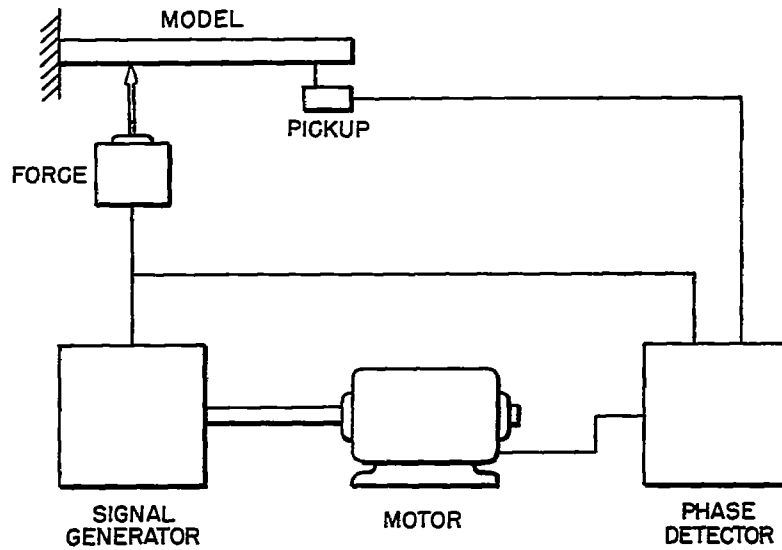 MODEL
PICKUP
FORCE
SIGNAL
GENERATOR
MOTOR
PHASE
DETECTOR